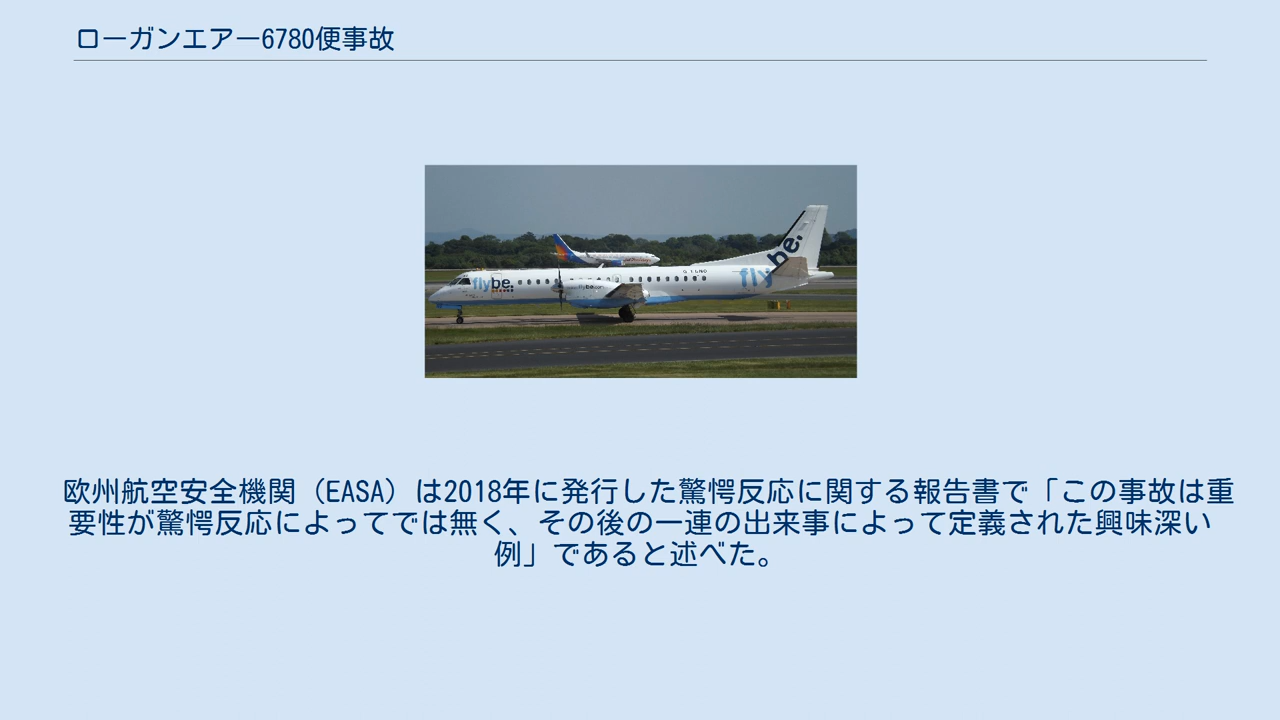 ローガンエアー6780便事故
flybe.
flybe.
欧州航空安全機関（EASA）は2018年に発行した驚愕反応に関する報告書で「この事故は重
要性が驚愕反応によってでは無く、その後の一連の出来事によって定義された興味深い
例」であると述べた。